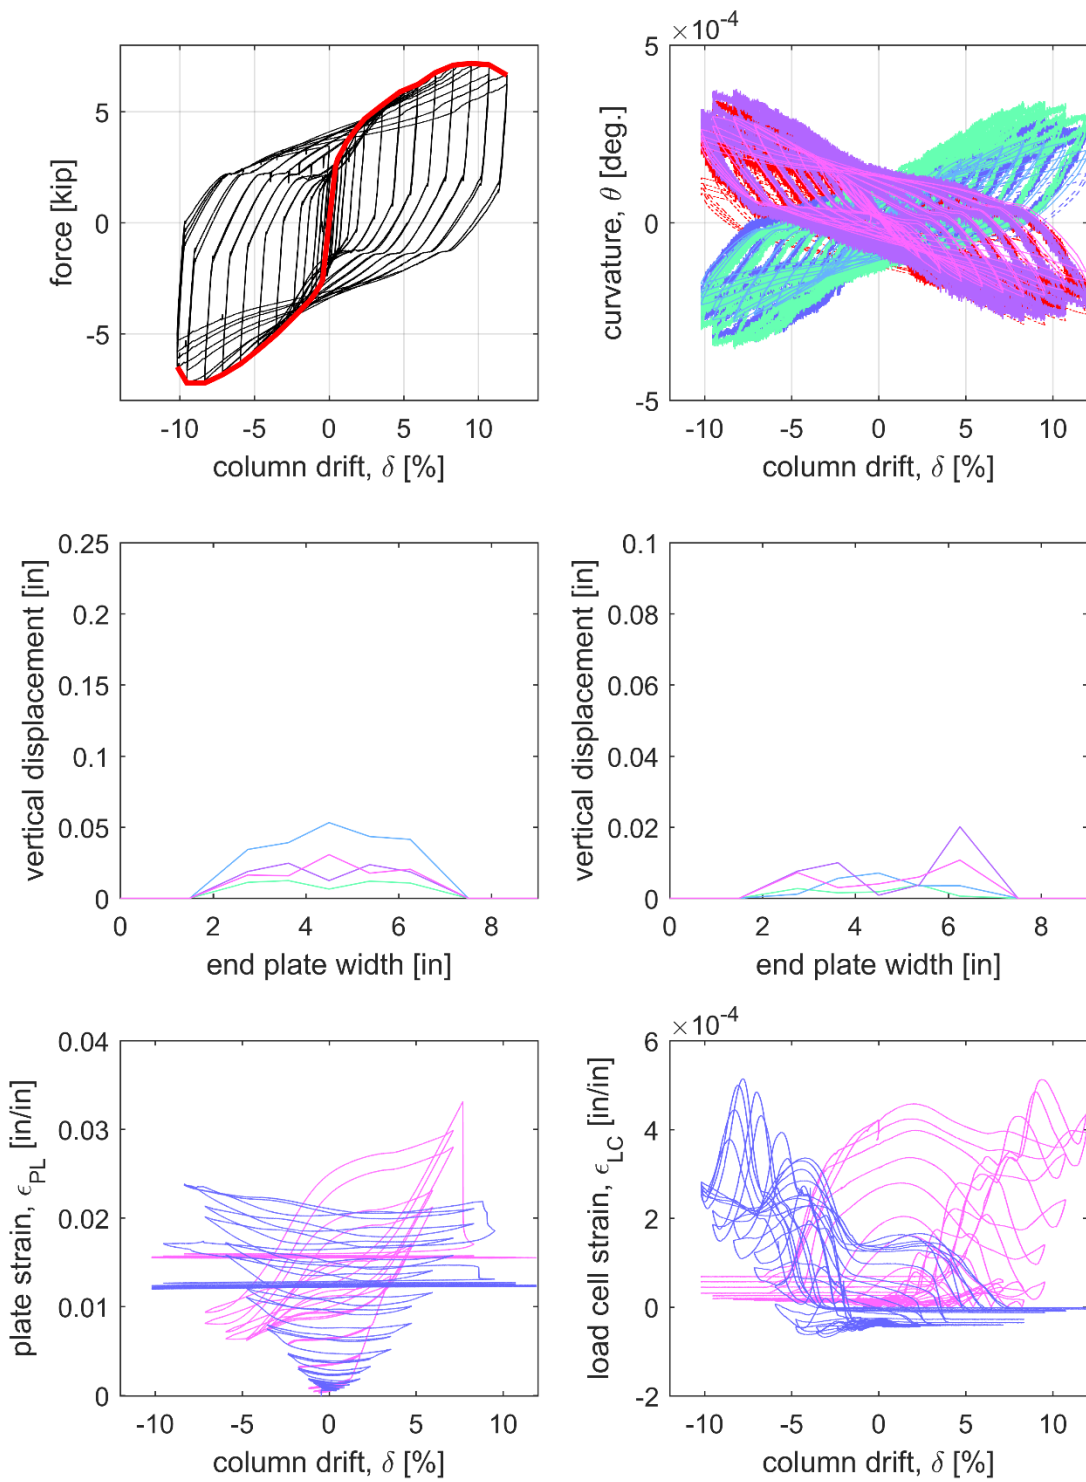 5
0
-5
force [kip]
-10 -5 0 5 10
column drift, δ [%]
×10⁻⁴
5
0
-5
curvature, θ [deg.]
-10 -5 0 5 10
column drift, δ [%]
0.25
0.2
0.15
0.1
0.05
0
vertical displacement [in]
0 2 4 6 8
end plate width [in]
0.1
0.08
0.06
0.04
0.02
0
vertical displacement [in]
0 2 4 6 8
end plate width [in]
0.04
0.03
0.02
0.01
0
plate strain, ϵPL [in/in]
-10 -5 0 5 10
column drift, δ [%]
×10⁻⁴
6
4
2
0
-2
load cell strain, ϵLC [in/in]
-10 -5 0 5 10
column drift, δ [%]